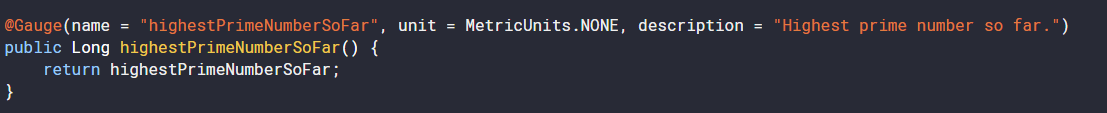 @Gauge(name = "highestPrimeNumberSoFar", unit = MetricUnits.NONE, description = "Highest prime number so far.")
public Long highestPrimeNumberSoFar() {
    return highestPrimeNumberSoFar;
}